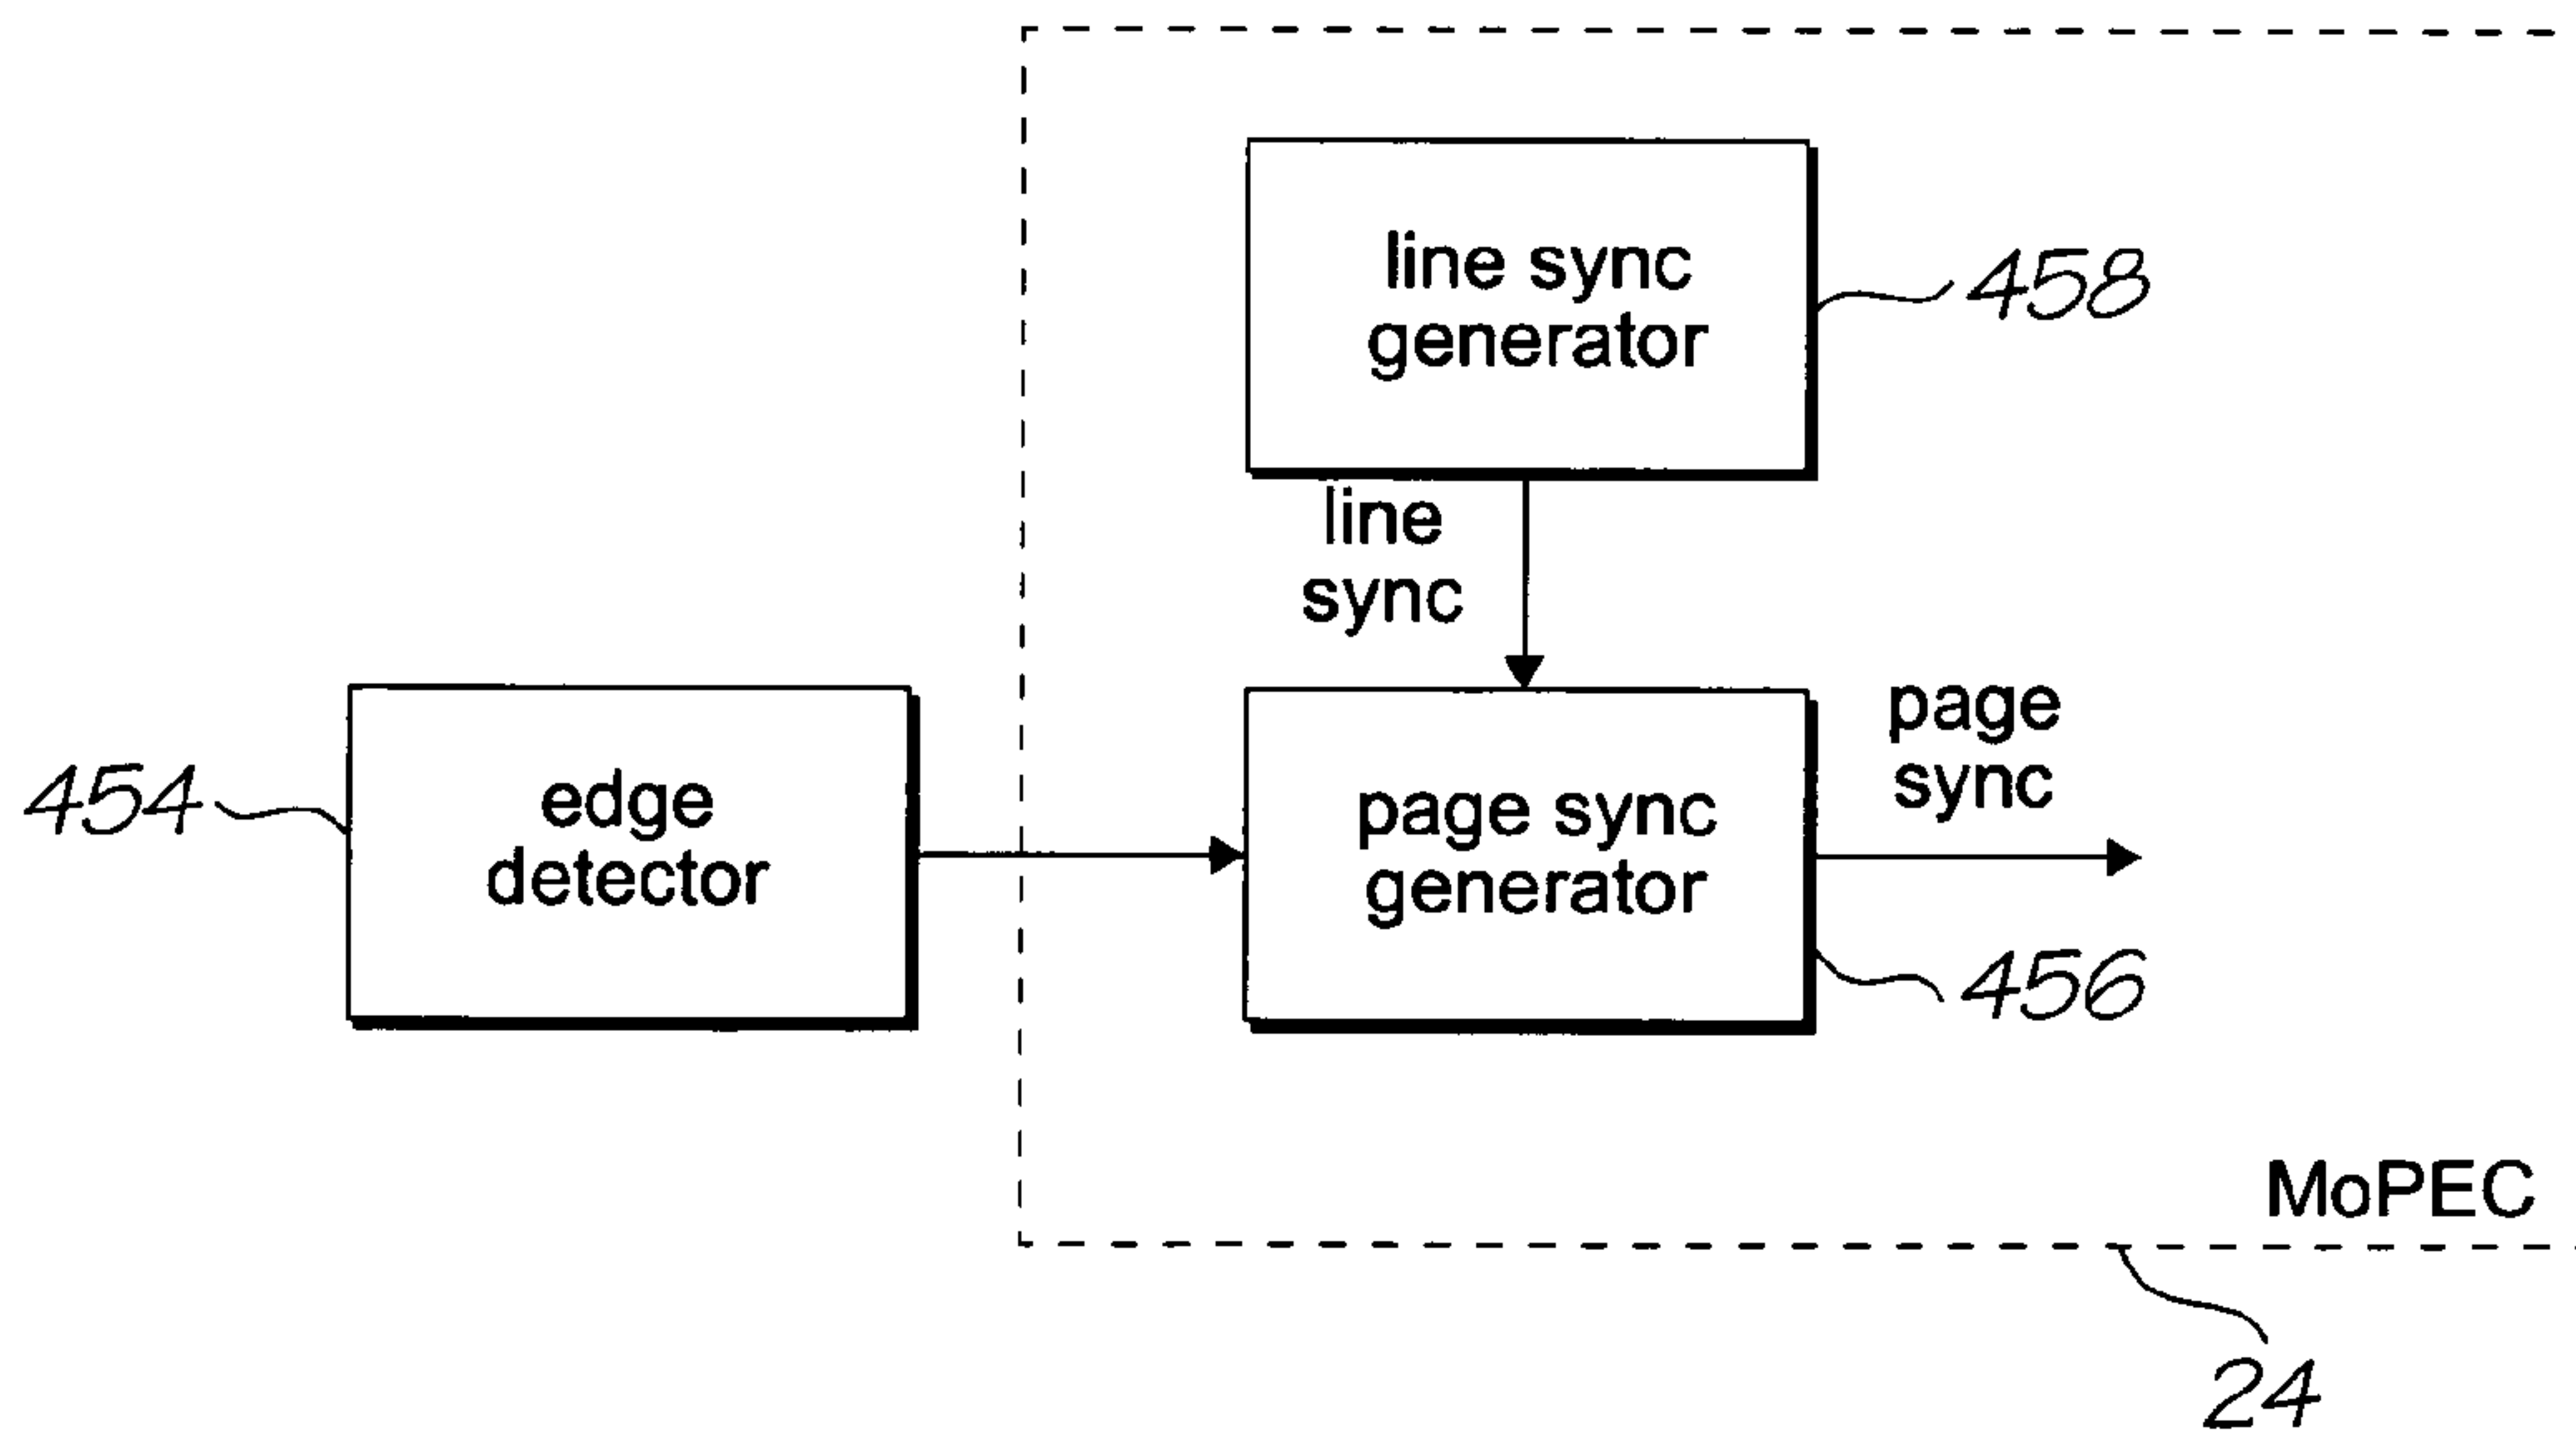 line sync
generator
458
line
sync
454
edge
detector
page sync
generator
page
sync
456
MoPEC
24